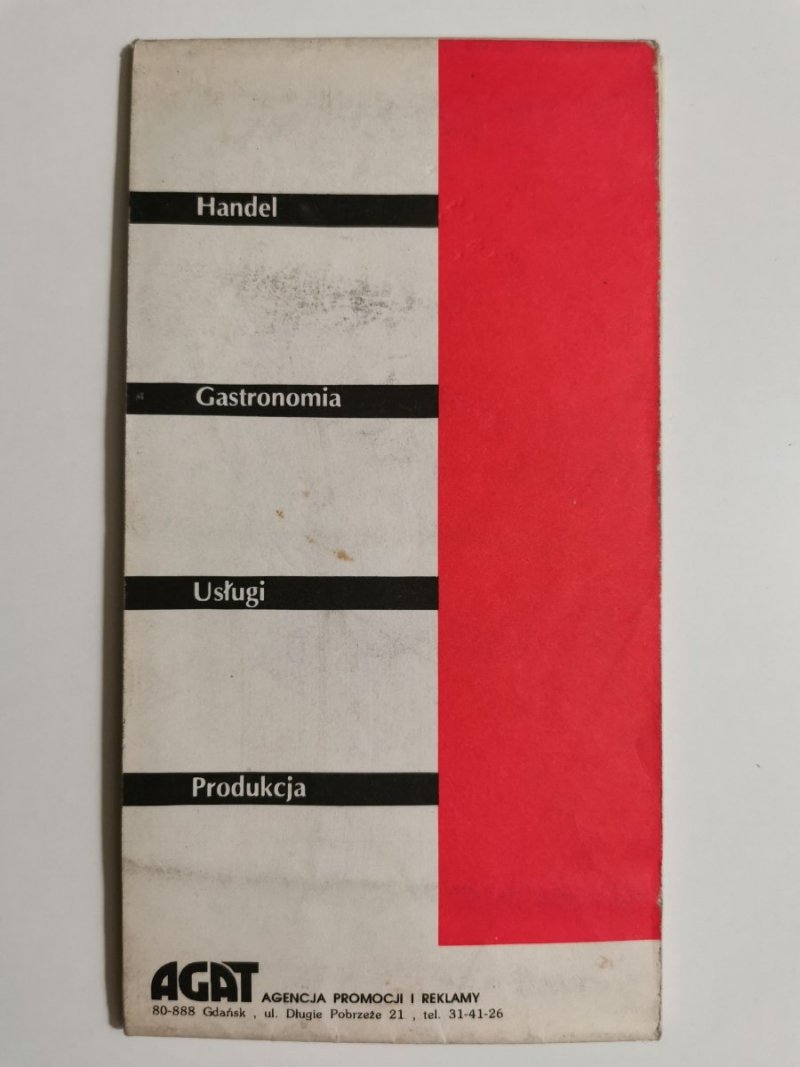 Handel
Gastronomia
Usługi
Produkcja
AGAT AGENCJA PROMOCJI I REKLAMY
80-888 Gdańsk , ul. Długie Pobrzeże 21 , tel. 31-41-26